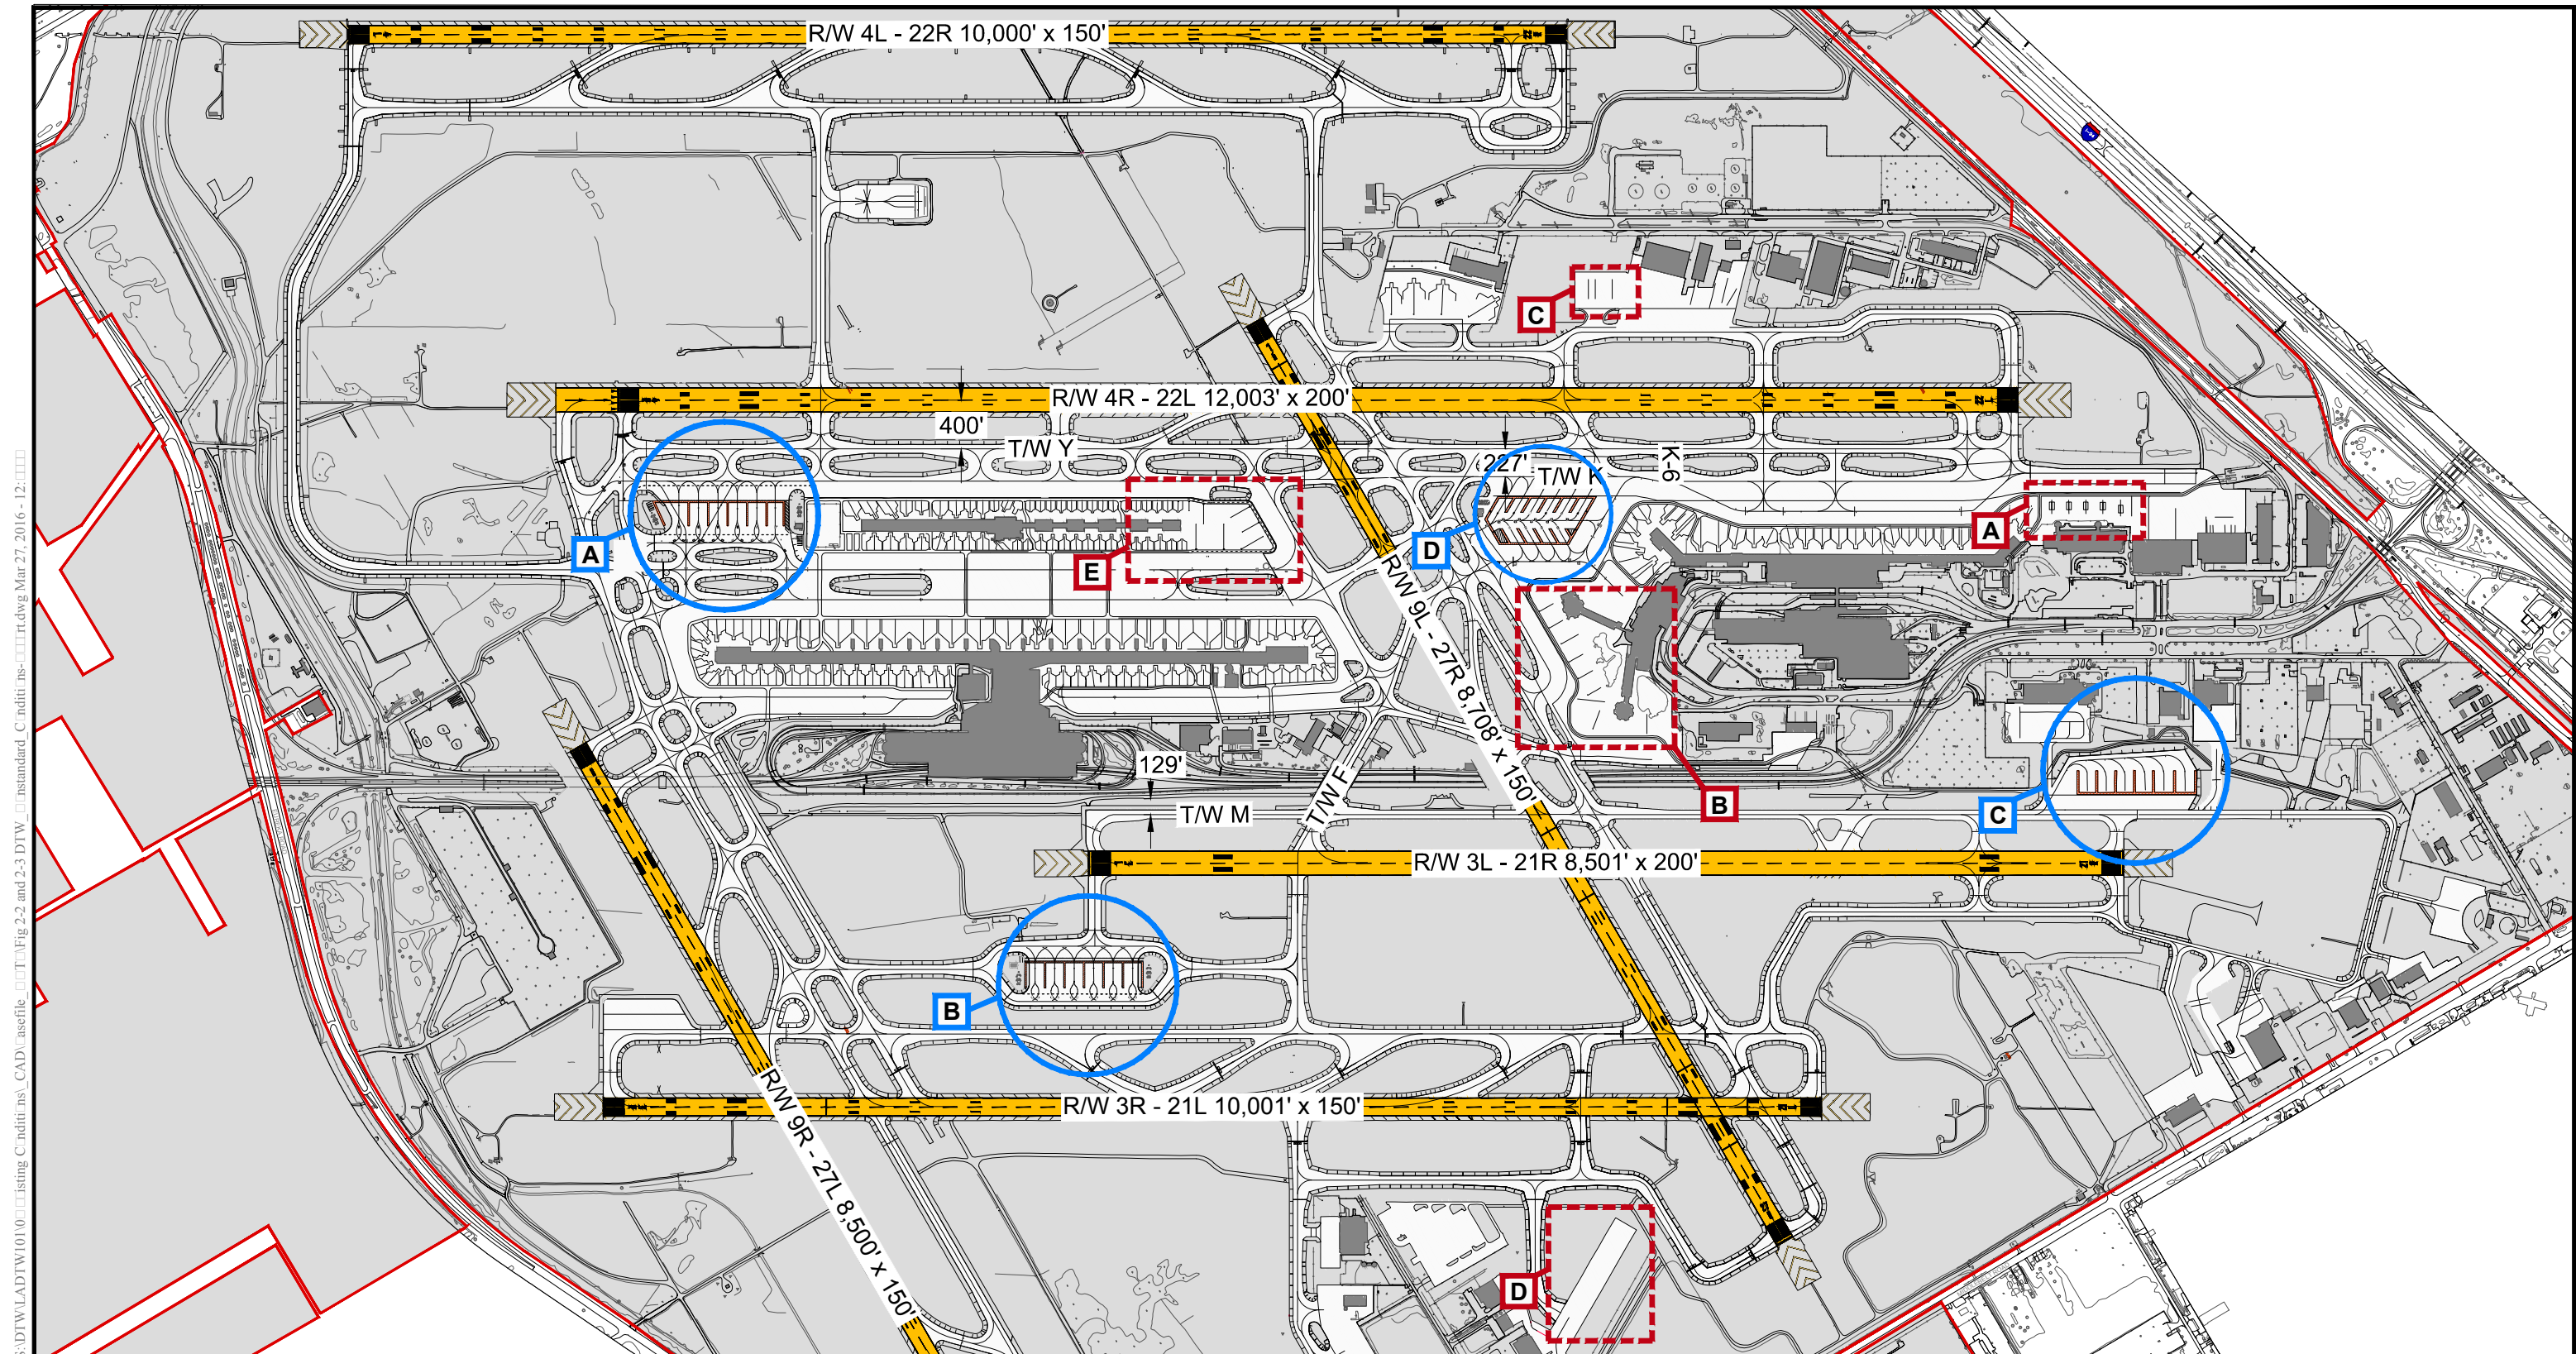 R/W 4L - 22R 10,000' x 150'
C
R/W 4R - 22L 12,003' x 200'
400'
T/W Y
227'
T/W K
K-6
A
D
A
E
R/W 9L - 27R 8,708' x 150'
129'
T/W M
T/W F
B
C
R/W 3L - 21R 8,501' x 200'
B
R/W 3R - 21L 10,001' x 150'
R/W 9R - 27L 8,500' x 150'
D